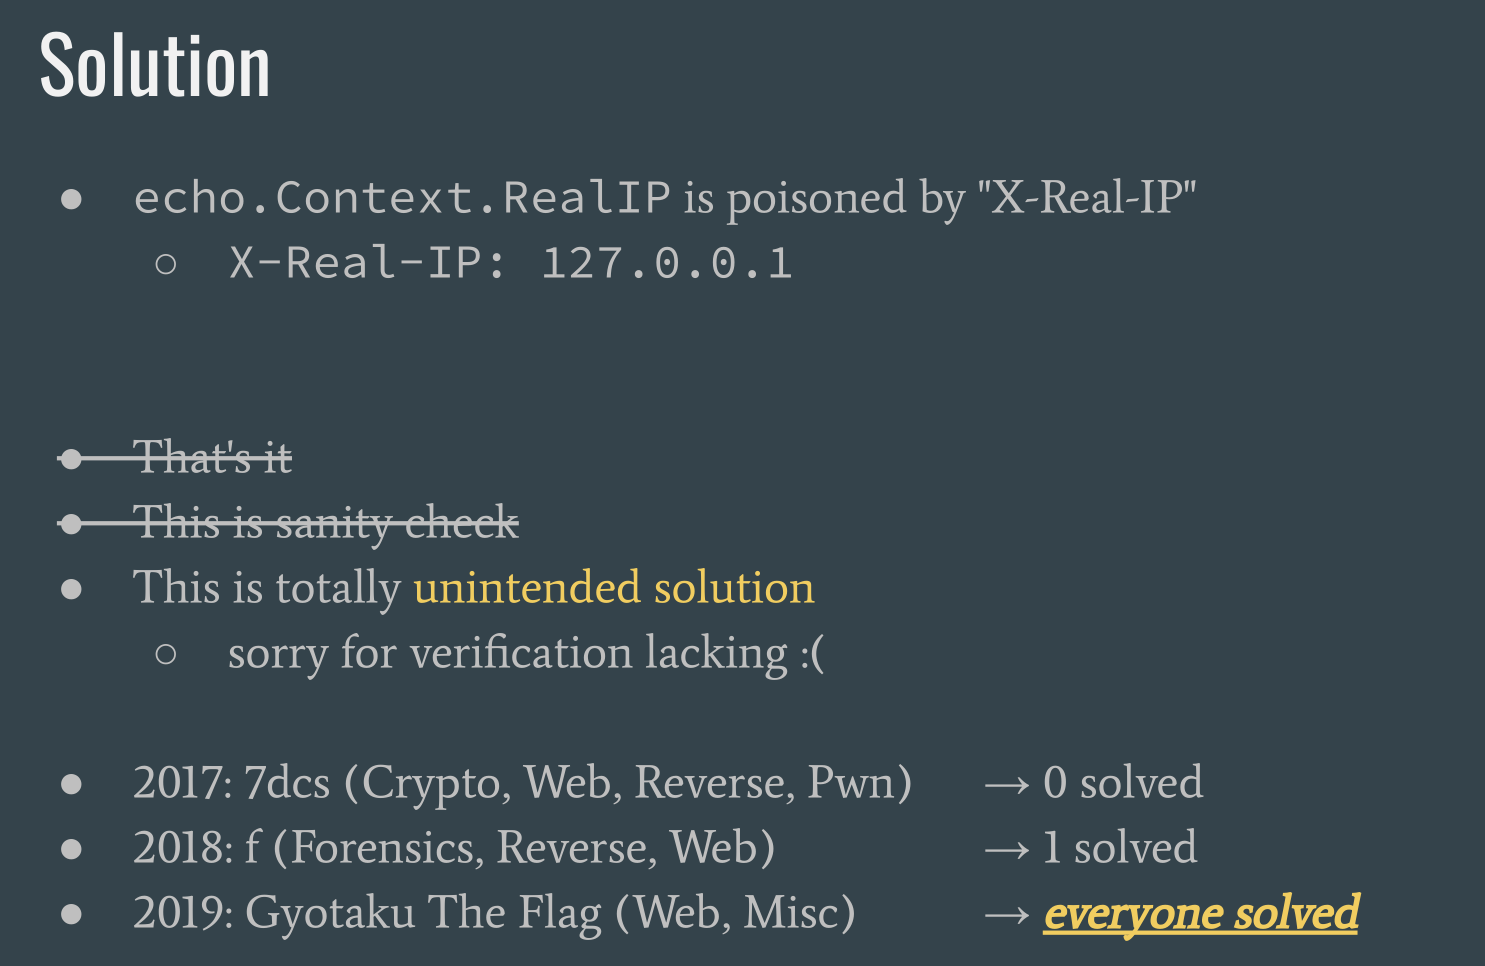 Solution
● echo.Context.RealIP is poisoned by "X-Real-IP"
○ X-Real-IP: 127.0.0.1
● That's it
● This is sanity check
● This is totally unintended solution
○ sorry for verification lacking :(
● 2017: 7dcs (Crypto, Web, Reverse, Pwn) → 0 solved
● 2018: f (Forensics, Reverse, Web) → 1 solved
● 2019: Gyotaku The Flag (Web, Misc) → everyone solved